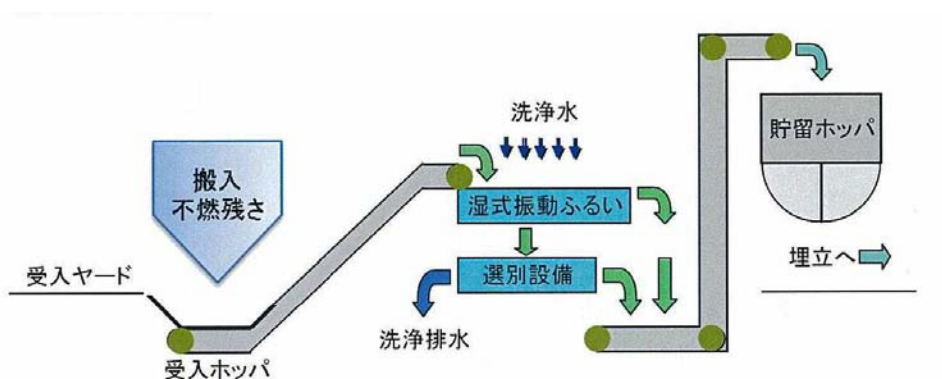 洗浄水
貯留ホッパ
搬入
不燃残さ
湿式振動ふるい
埋立へ
受入ヤード
選別設備
洗浄排水
受入ホッパ